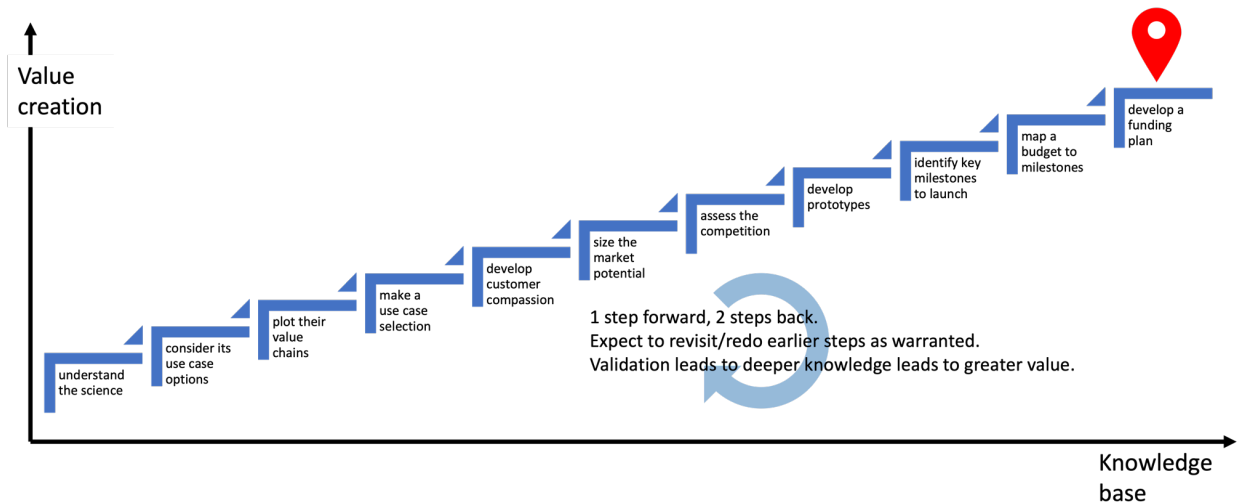 Value
creation
understand
the science
consider its
use case
options
plot their
value
chains
make a
use case
selection
develop
customer
compassion
size the
market
potential
assess the
competition
develop
prototypes
identify key
milestones
to launch
map a
budget to
milestones
develop a
funding
plan
1 step forward, 2 steps back.
Expect to revisit/redo earlier steps as warranted.
Validation leads to deeper knowledge leads to greater value.
Knowledge
base